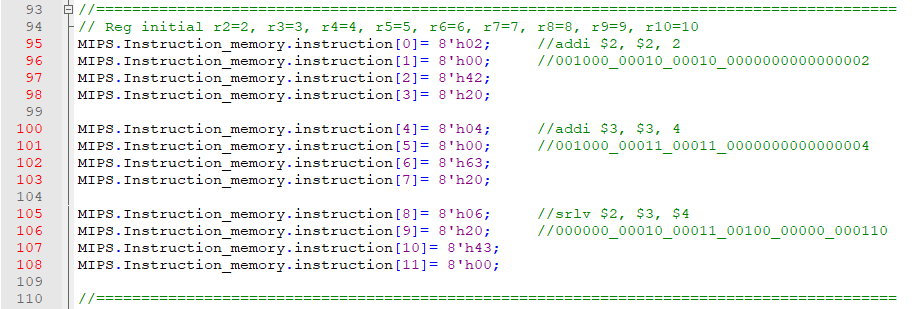 93 //=========================================================================================
94 // Reg initial r2=2, r3=3, r4=4, r5=5, r6=6, r7=7, r8=8, r9=9, r10=10
95 MIPS.Instruction_memory.instruction[0]= 8'h02; //addi $2, $2, 2
96 MIPS.Instruction_memory.instruction[1]= 8'h00; //001000_00010_00010_0000000000000002
97 MIPS.Instruction_memory.instruction[2]= 8'h42;
98 MIPS.Instruction_memory.instruction[3]= 8'h20;
99
100 MIPS.Instruction_memory.instruction[4]= 8'h04; //addi $3, $3, 4
101 MIPS.Instruction_memory.instruction[5]= 8'h00; //001000_00011_00011_0000000000000004
102 MIPS.Instruction_memory.instruction[6]= 8'h63;
103 MIPS.Instruction_memory.instruction[7]= 8'h20;
104
105 MIPS.Instruction_memory.instruction[8]= 8'h06; //srlv $2, $3, $4
106 MIPS.Instruction_memory.instruction[9]= 8'h20; //000000_00010_00011_00100_00000_000110
107 MIPS.Instruction_memory.instruction[10]= 8'h43;
108 MIPS.Instruction_memory.instruction[11]= 8'h00;
109
110 //=========================================================================================